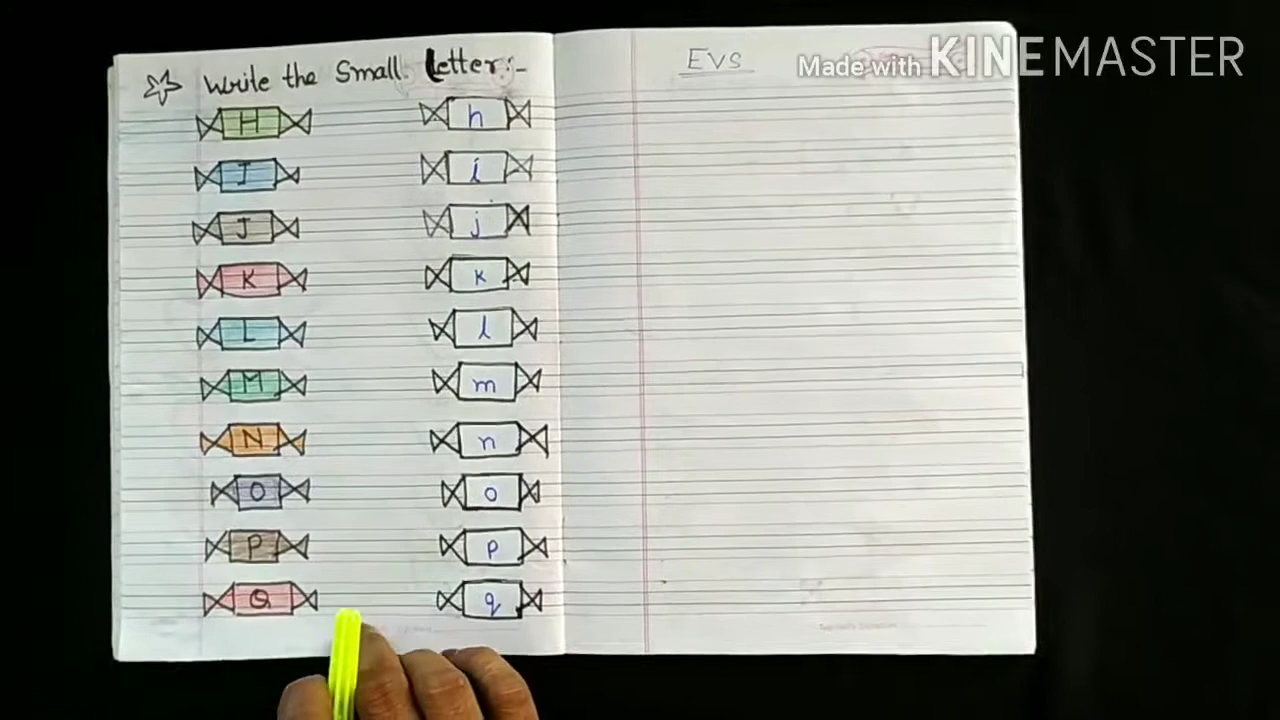 Write the Small Letter:-
H h
I i
J j
K k
L l
M m
N n
O o
P p
Q q
EVS
Made with KINEMASTER